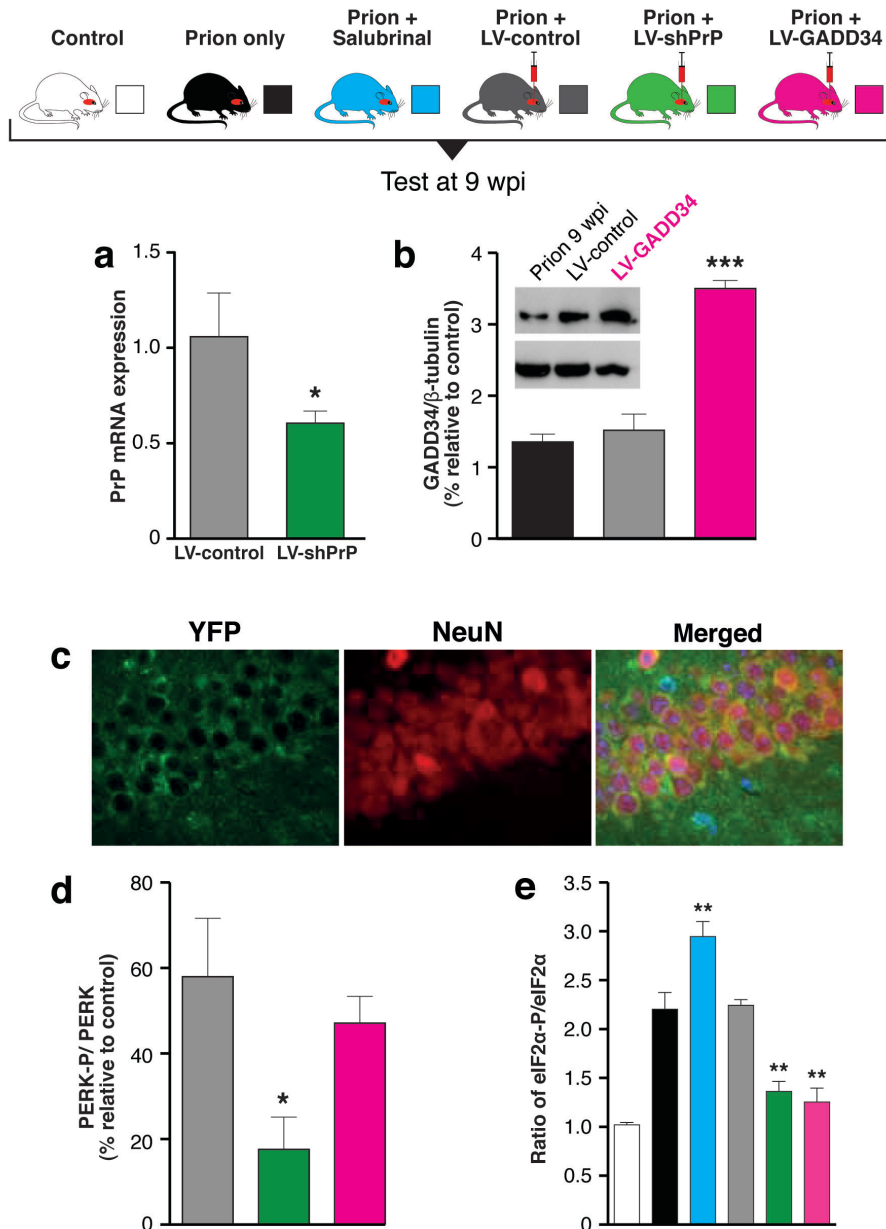 Control
Prion only
Prion +
Salubrinal
Prion +
LV-control
Prion +
LV-shPrP
Prion +
LV-GADD34
Test at 9 wpi
a
PrP mRNA expression
1.5
1.0
0.5
0
*
LV-control
LV-shPrP
b
GADD34/β-tubulin
(% relative to control)
4
3
2
1
0
Prion 9 wpi
LV-control
LV-GADD34
***
c
YFP
NeuN
Merged
d
PERK-P/ PERK
(% relative to control)
80
60
40
20
0
*
e
Ratio of eIF2α-P/eIF2α
3.5
3.0
2.5
2.0
1.5
1.0
0.5
0.0
**
**
**